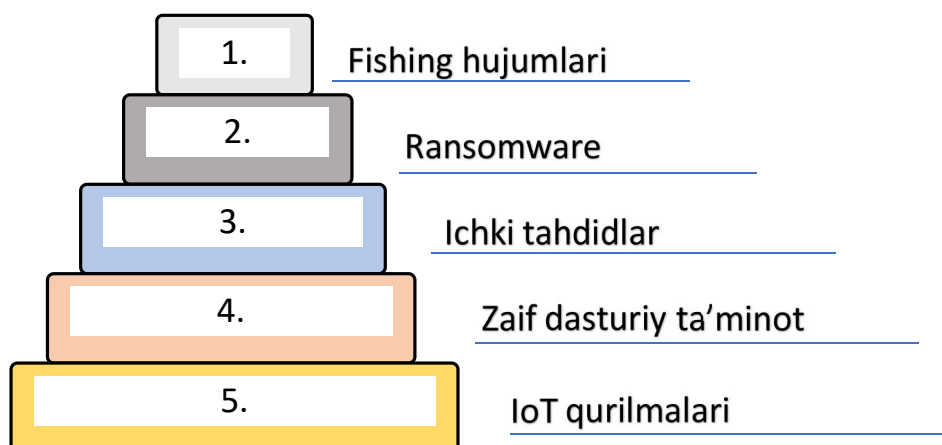 1. Fishing hujumlari
2. Ransomware
3. Ichki tahdidlar
4. Zaif dasturiy ta’minot
5. IoT qurilmalari